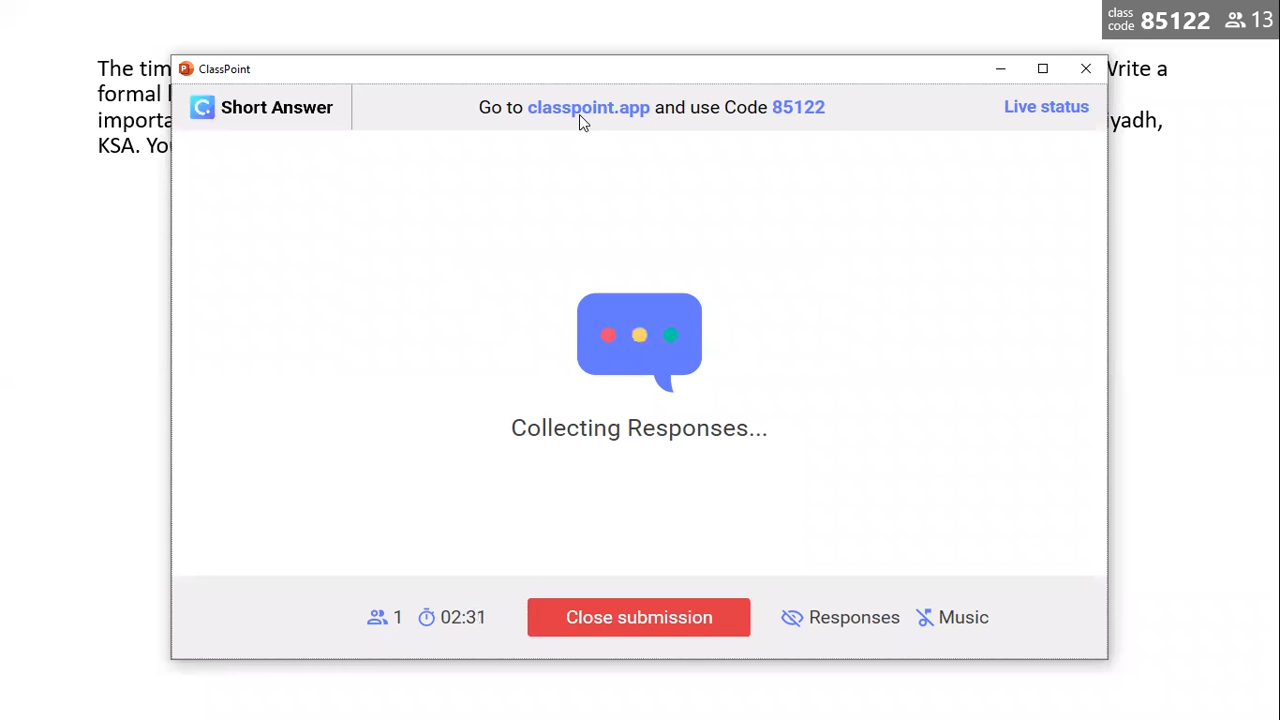 class code 85122 13
The tim
Write a
formal
importa
yadh,
KSA. Yo
ClassPoint
Short Answer
Go to classpoint.app and use Code 85122
Live status
Collecting Responses...
1 02:31 Close submission Responses Music